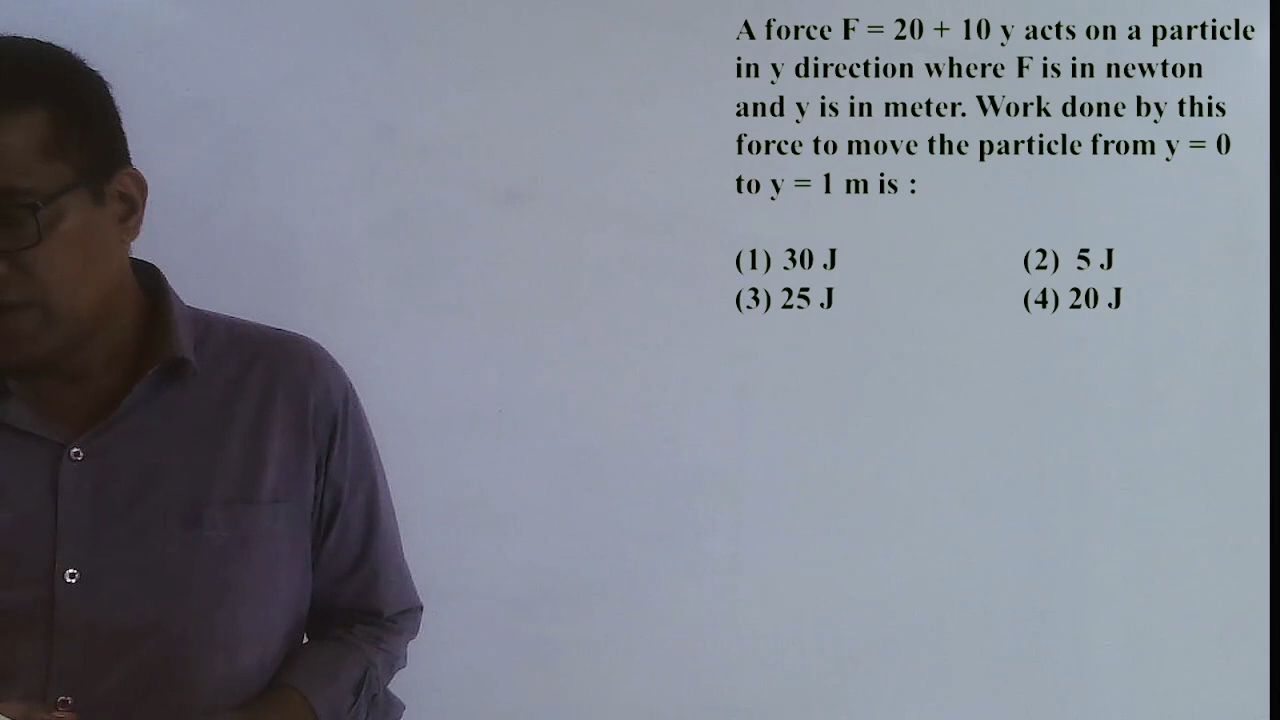 A force F = 20 + 10 y acts on a particle
in y direction where F is in newton
and y is in meter. Work done by this
force to move the particle from y = 0
to y = 1 m is :
(1) 30 J (2) 5 J
(3) 25 J (4) 20 J